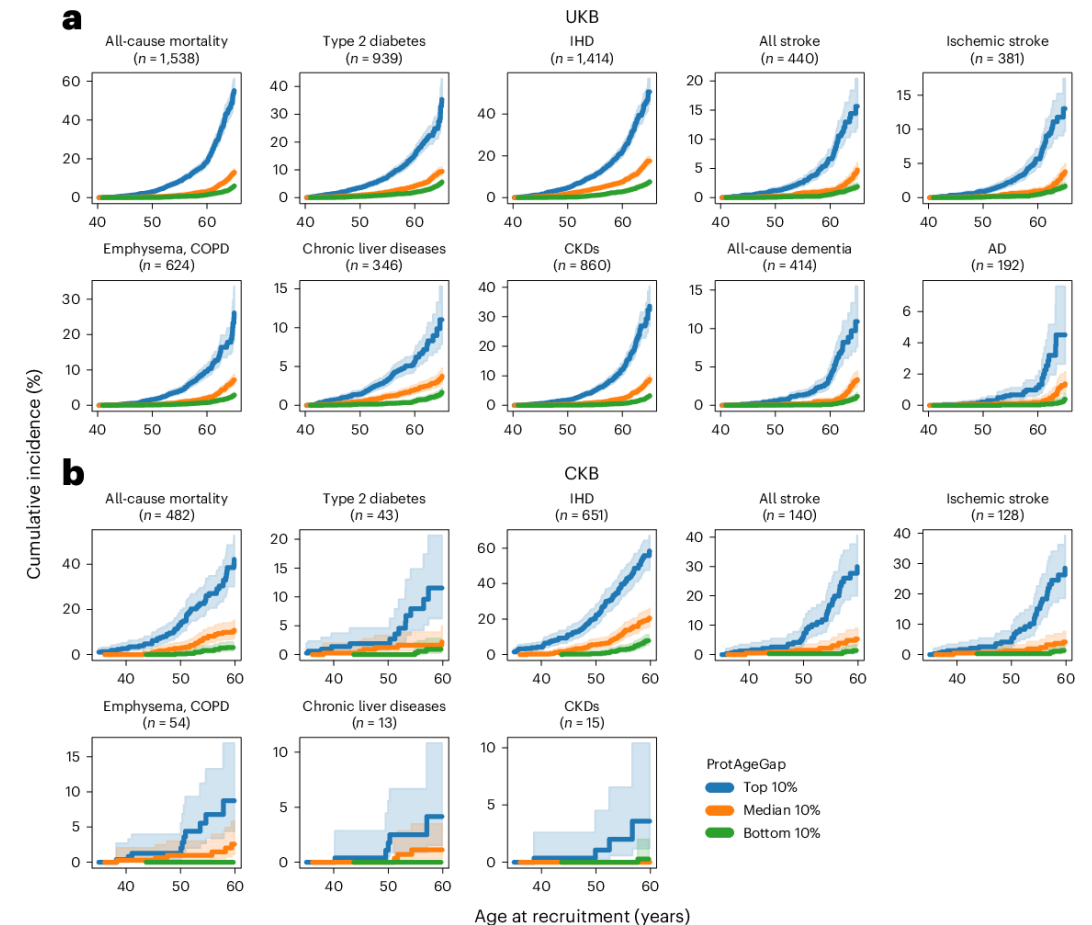 a
UKB
All-cause mortality
(n = 1,538)
Type 2 diabetes
(n = 939)
IHD
(n = 1,414)
All stroke
(n = 440)
Ischemic stroke
(n = 381)
60
40
20
0
40 50 60
40
30
20
10
0
40 50 60
40
20
0
40 50 60
20
15
10
5
0
40 50 60
15
10
5
0
40 50 60
Emphysema, COPD
(n = 624)
Chronic liver diseases
(n = 346)
CKDs
(n = 860)
All-cause dementia
(n = 414)
AD
(n = 192)
30
20
10
0
40 50 60
15
10
5
0
40 50 60
40
30
20
10
0
40 50 60
15
10
5
0
40 50 60
6
4
2
0
40 50 60
Cumulative incidence (%)
b
CKB
All-cause mortality
(n = 482)
Type 2 diabetes
(n = 43)
IHD
(n = 651)
All stroke
(n = 140)
Ischemic stroke
(n = 128)
40
20
0
40 50 60
20
15
10
5
0
40 50 60
60
40
20
0
40 50 60
40
30
20
10
0
40 50 60
40
30
20
10
0
40 50 60
Emphysema, COPD
(n = 54)
Chronic liver diseases
(n = 13)
CKDs
(n = 15)
15
10
5
0
40 50 60
10
5
0
40 50 60
10
5
0
40 50 60
ProtAgeGap
Top 10%
Median 10%
Bottom 10%
Age at recruitment (years)